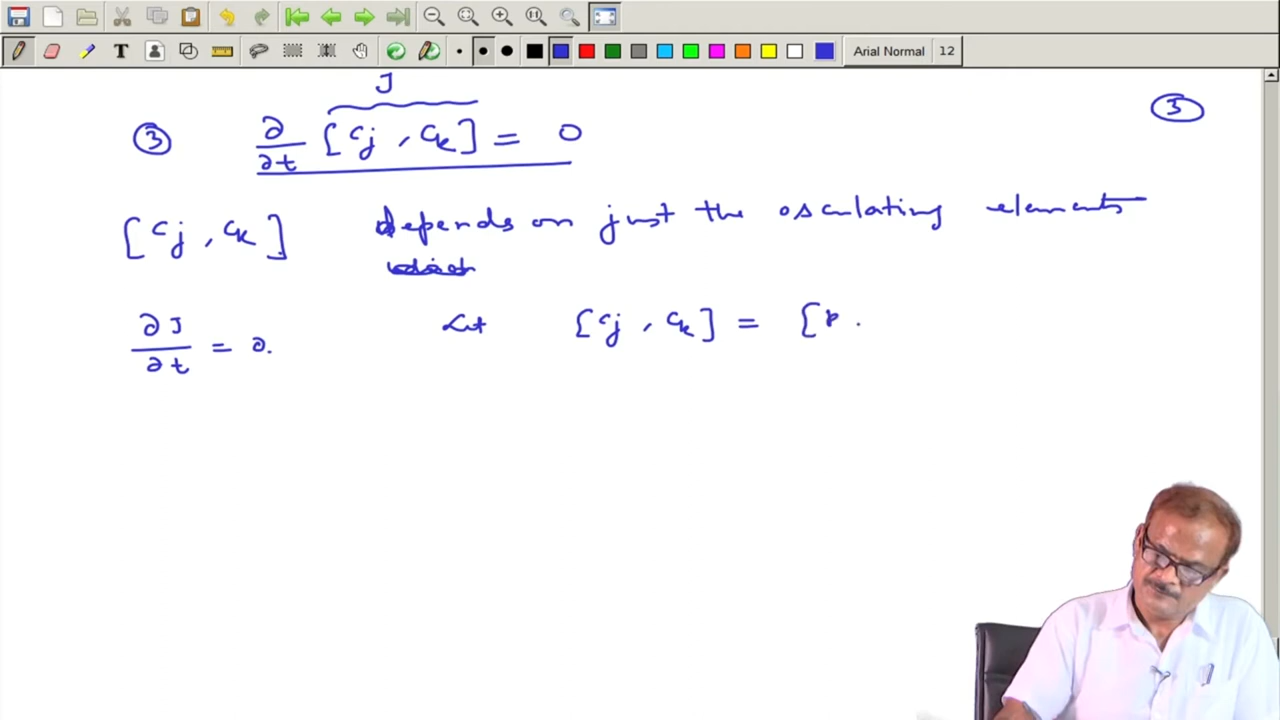 Arial Normal 12
J
③ ∂/∂t [cj , ck] = 0 ⑤
[cj , ck] depends on just the osculating elements
∂J/∂t = 0. Let [cj , ck] = [p .